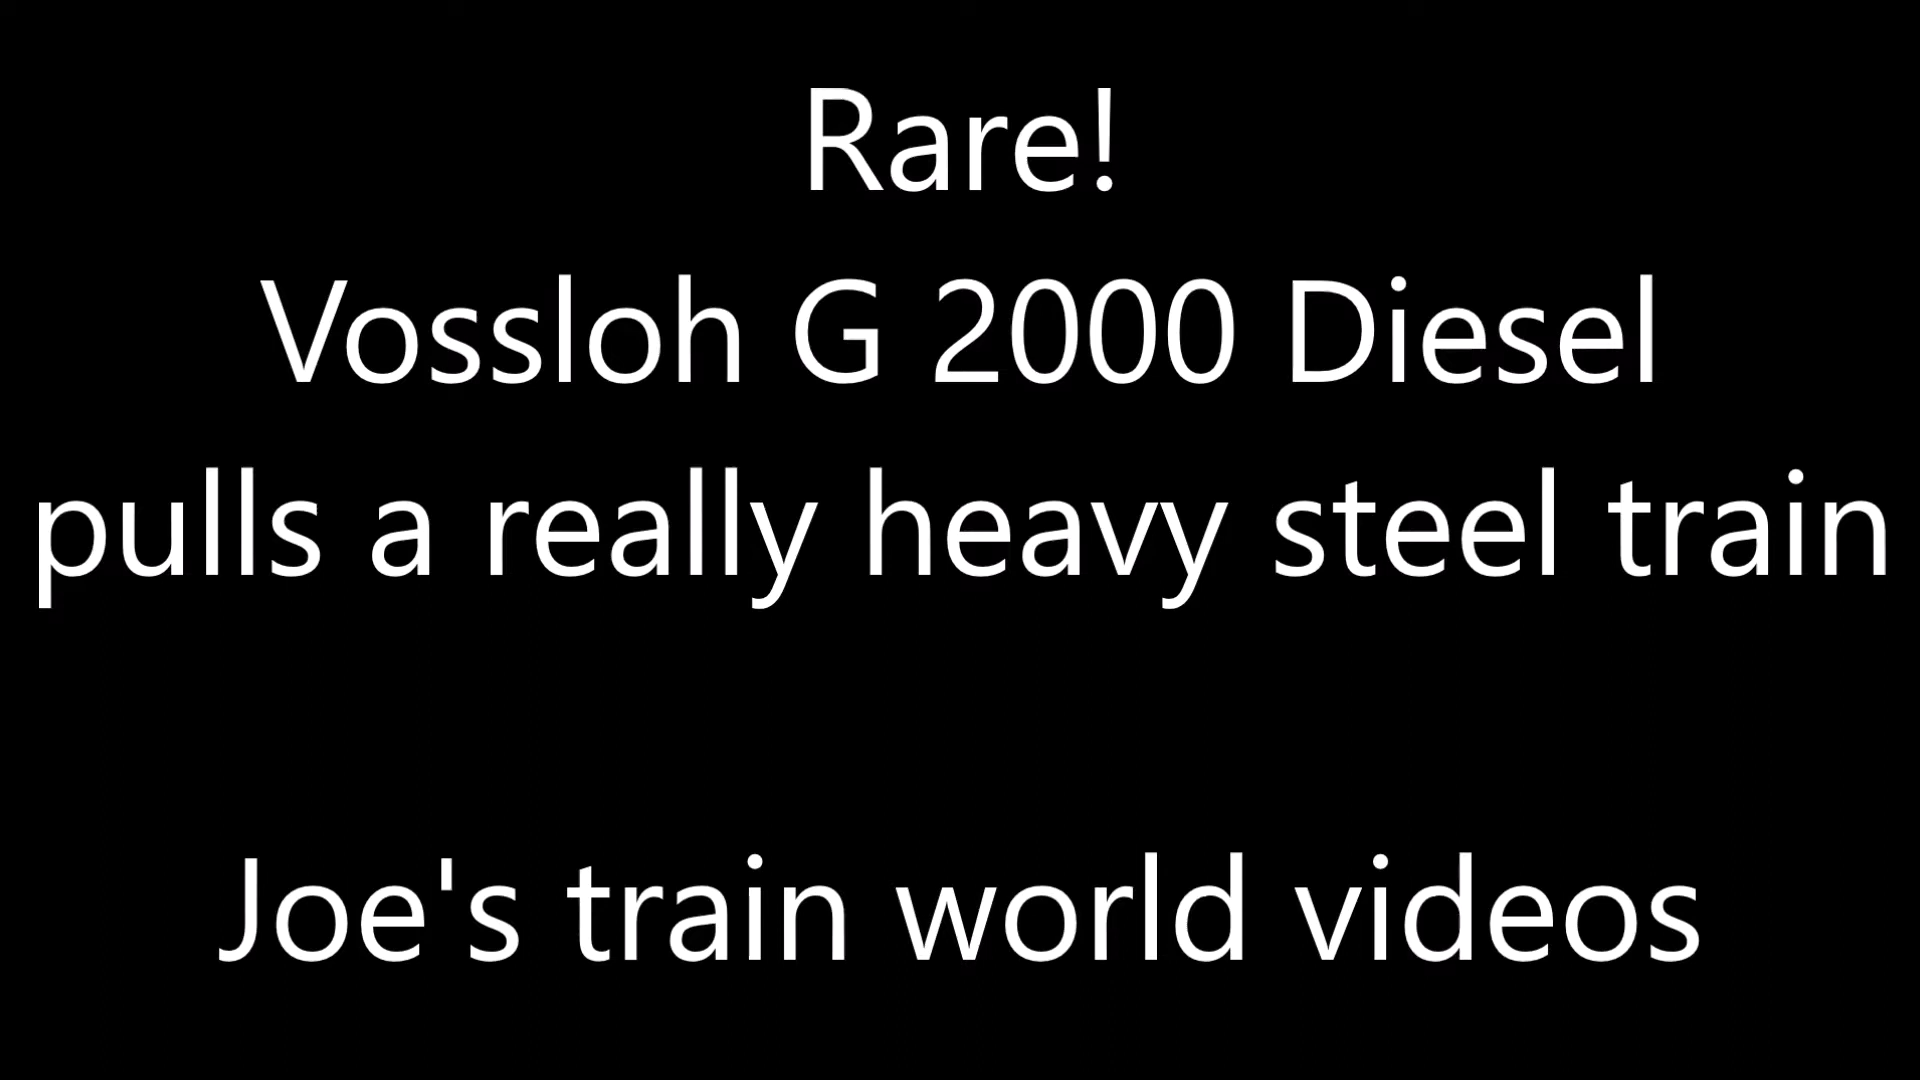 Rare!
Vossloh G 2000 Diesel
pulls a really heavy steel train
Joe's train world videos